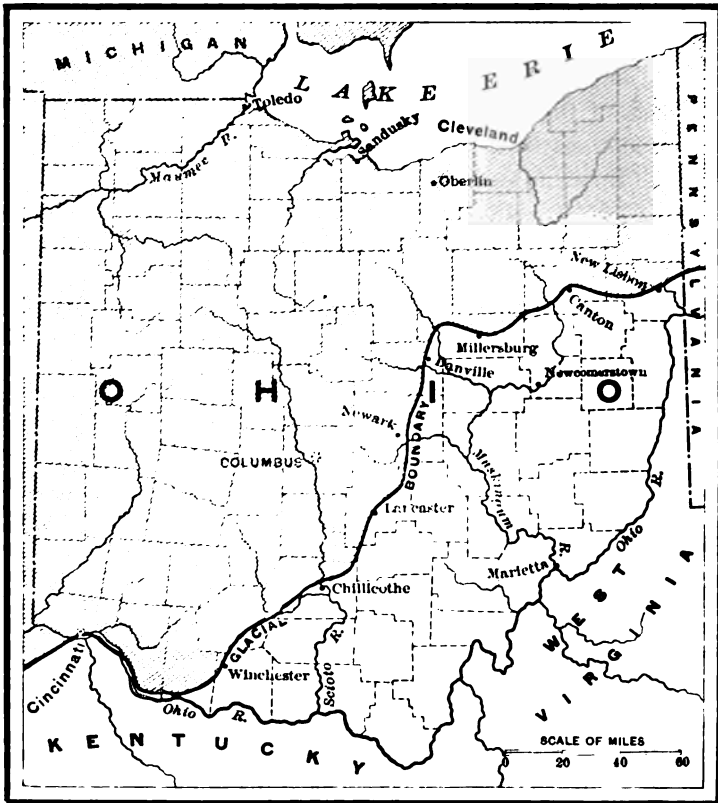 MICHIGAN
LAKE ERIE
Toledo
Maumee R.
Sandusky
Cleveland
Oberlin
PENNSYLVANIA
New Lisbon
Canton
Millersburg
Danville
Newcomerstown
OHIO
Newark
BOUNDARY
COLUMBUS
Muskingum
R.
Lancaster
Ohio
R.
Marietta
Chillicothe
WEST
VIRGINIA
GLACIAL
Scioto
R.
Winchester
Cincinnati
Ohio R.
KENTUCKY
SCALE OF MILES
0 20 40 60